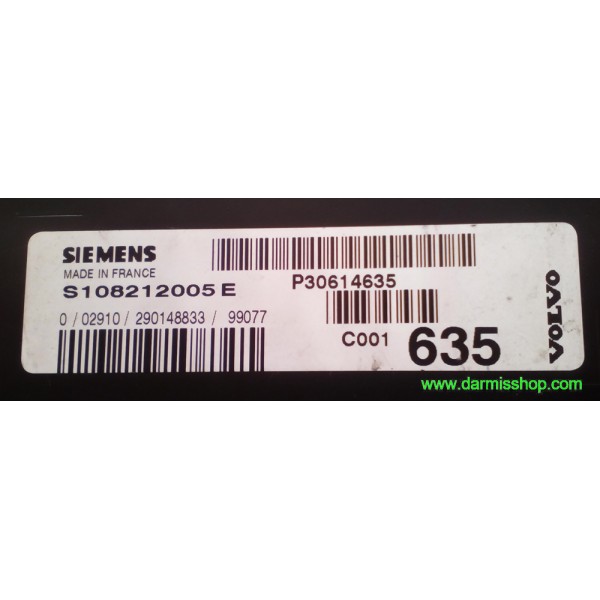 SIEMENS
MADE IN FRANCE
S108212005 E
0 / 02910 / 290148833 / 99077
P30614635
C001
635
VOLVO
www.darmisshop.com